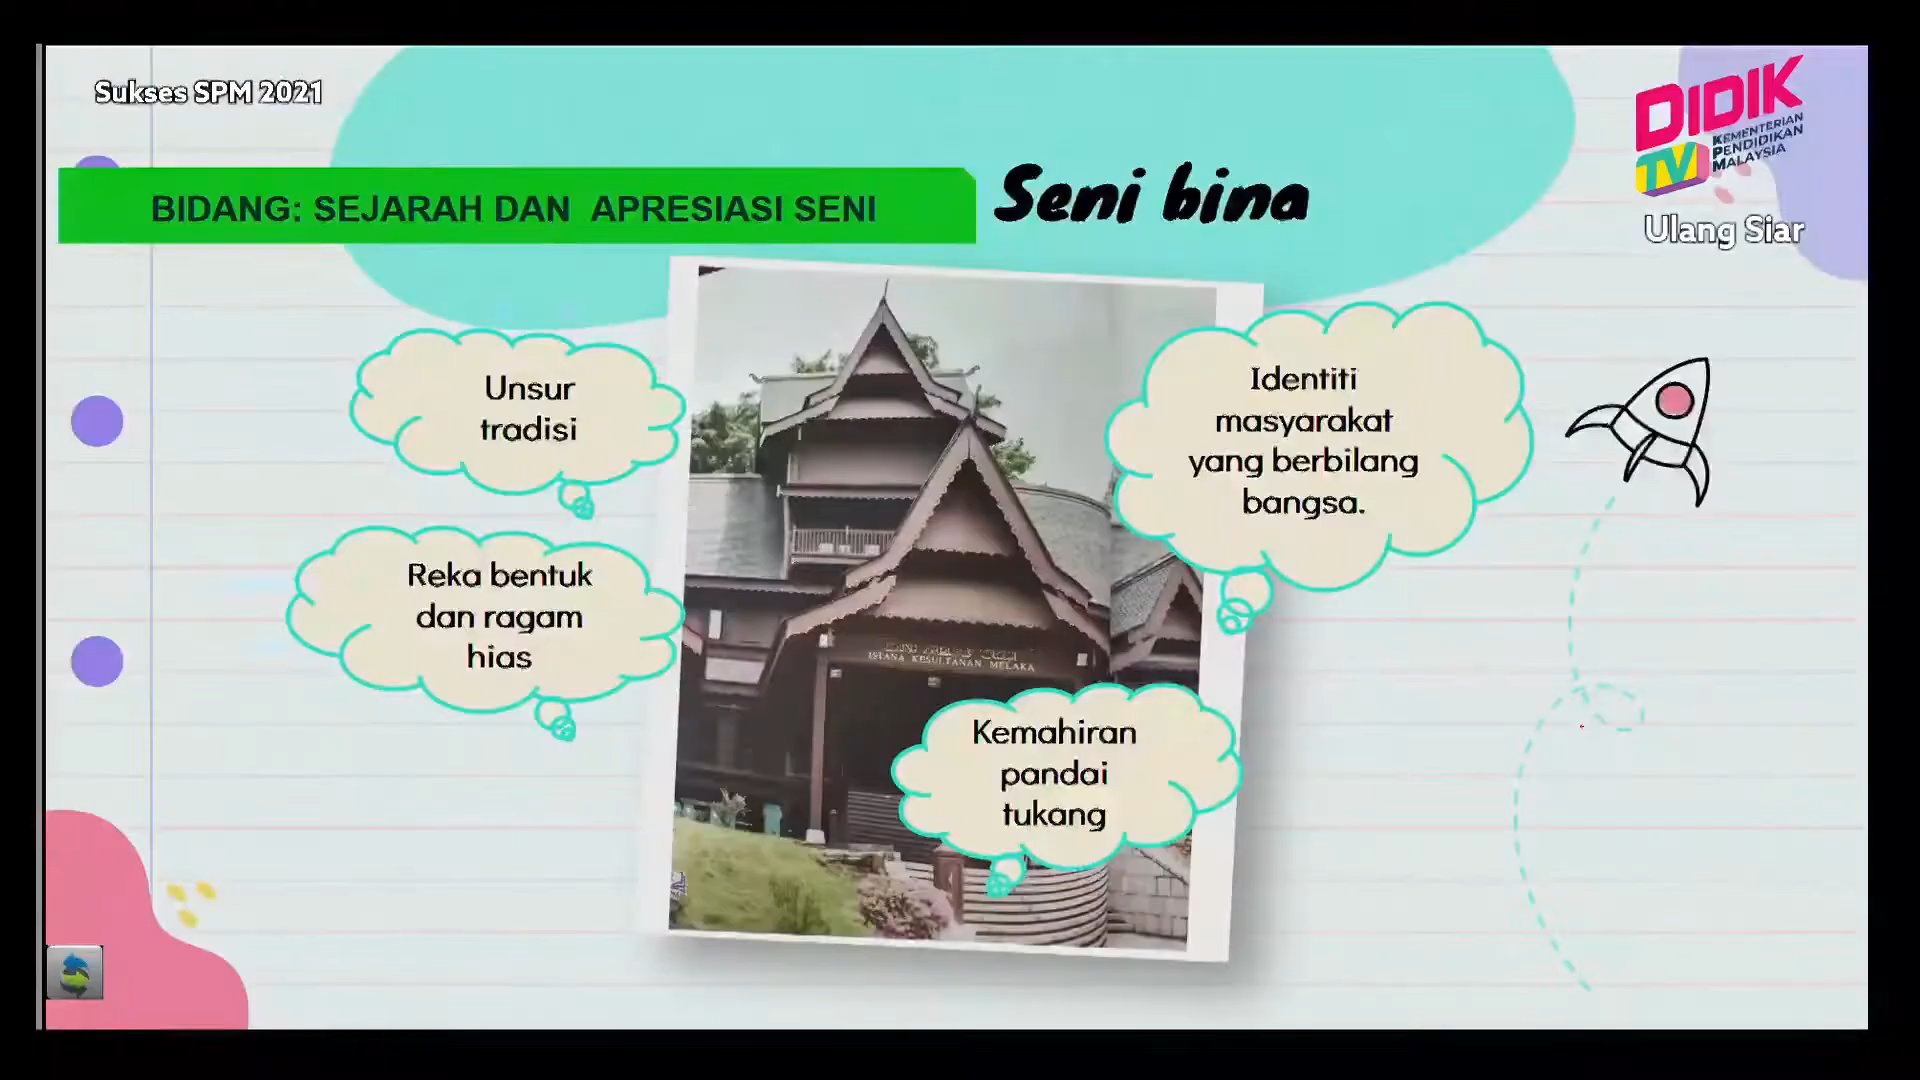 Sukses SPM 2021
DIDIK
TV
KEMENTERIAN
PENDIDIKAN
MALAYSIA
Ulang Siar
BIDANG: SEJARAH DAN APRESIASI SENI
Seni bina
Unsur
tradisi
Identiti
masyarakat
yang berbilang
bangsa.
Reka bentuk
dan ragam
hias
ISTANA KESULTANAN MELAKA
Kemahiran
pandai
tukang